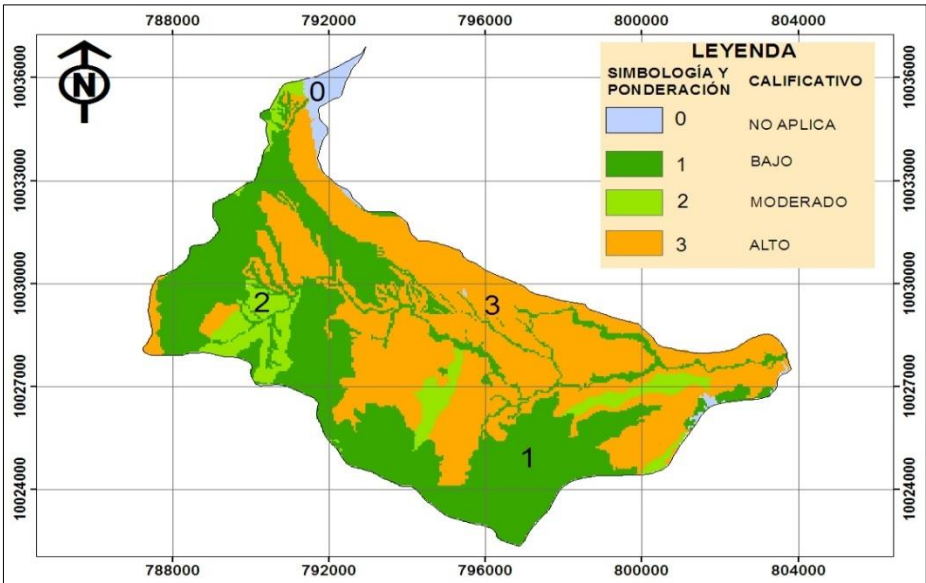 788000 792000 796000 800000 804000
10036000 10036000
10033000 10033000
10030000 10030000
10027000 10027000
10024000 10024000
N
LEYENDA
SIMBOLOGÍA Y PONDERACIÓN CALIFICATIVO
0 NO APLICA
1 BAJO
2 MODERADO
3 ALTO
0
2
3
1
788000 792000 796000 800000 804000